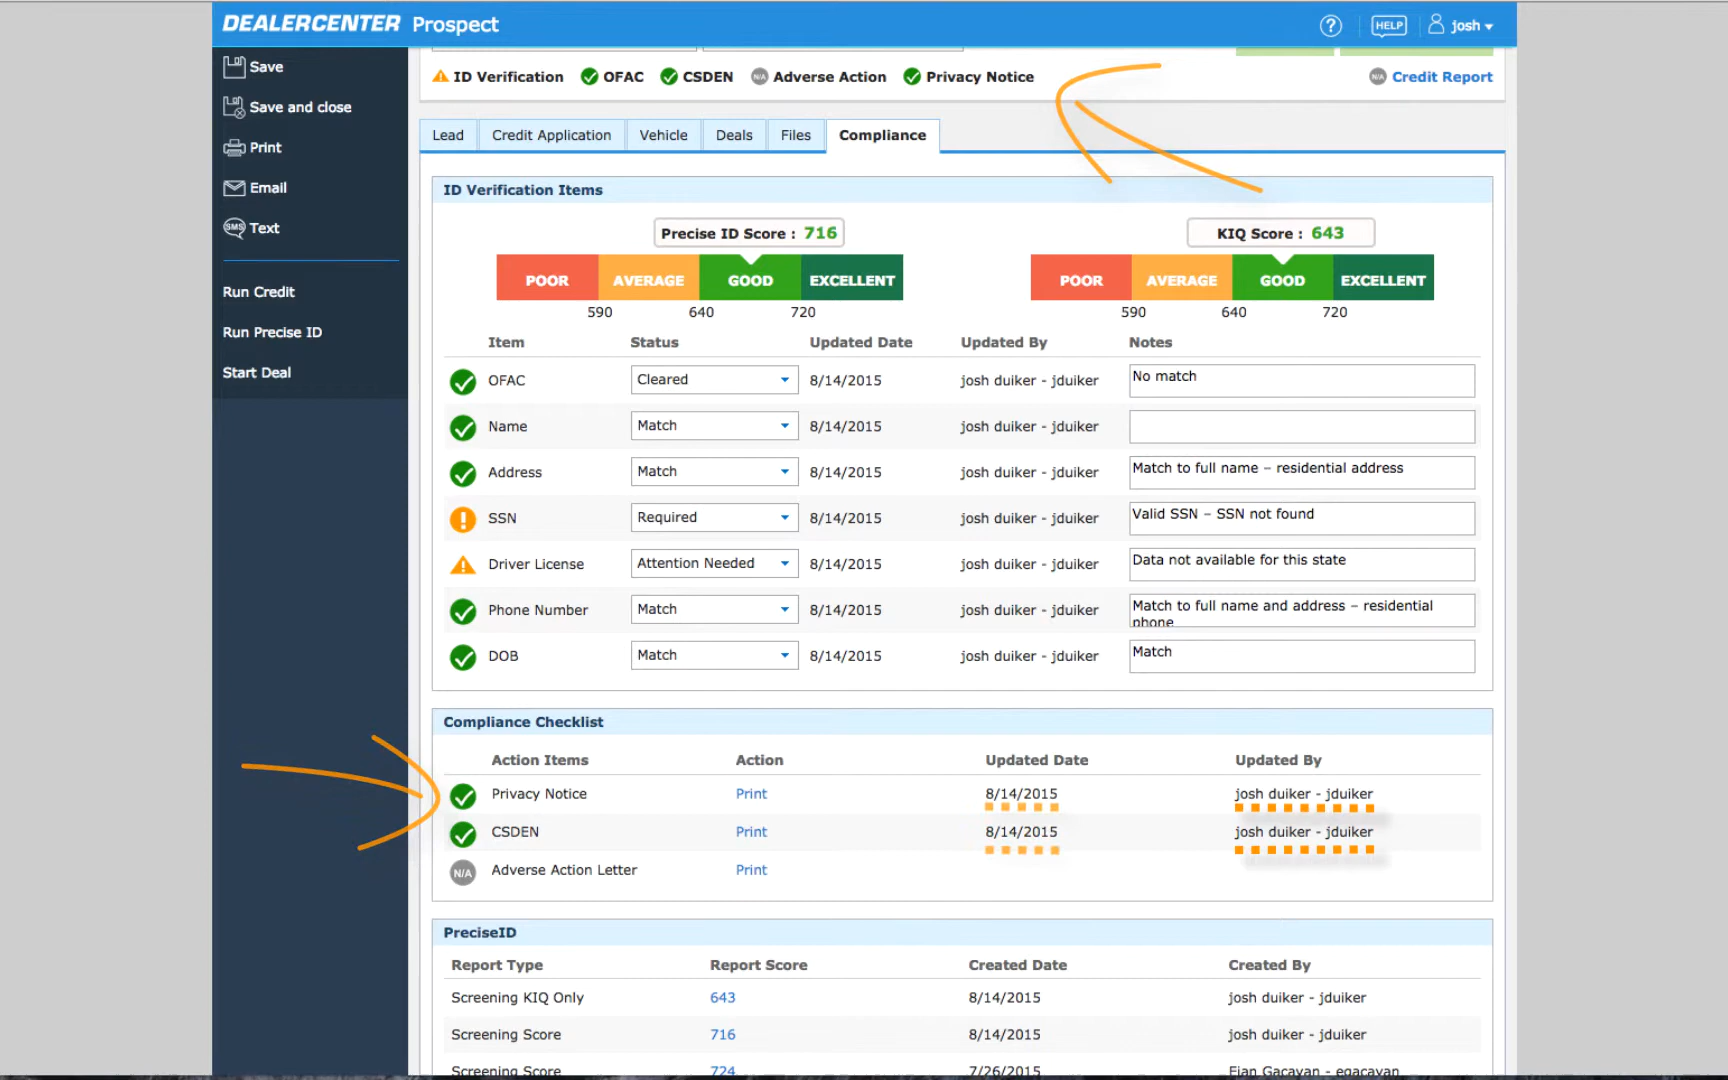 DEALERCENTER Prospect
? HELP josh
Save
Save and close
Print
Email
SMS Text
Run Credit
Run Precise ID
Start Deal
ID Verification OFAC CSDEN N/A Adverse Action Privacy Notice N/A Credit Report
Lead Credit Application Vehicle Deals Files Compliance
ID Verification Items
Precise ID Score : 716 KIQ Score : 643
POOR AVERAGE GOOD EXCELLENT POOR AVERAGE GOOD EXCELLENT
590 640 720 590 640 720
Item Status Updated Date Updated By Notes
OFAC Cleared 8/14/2015 josh duiker - jduiker No match
Name Match 8/14/2015 josh duiker - jduiker
Address Match 8/14/2015 josh duiker - jduiker Match to full name – residential address
! SSN Required 8/14/2015 josh duiker - jduiker Valid SSN – SSN not found
! Driver License Attention Needed 8/14/2015 josh duiker - jduiker Data not available for this state
Phone Number Match 8/14/2015 josh duiker - jduiker Match to full name and address – residential
phone
DOB Match 8/14/2015 josh duiker - jduiker Match
Compliance Checklist
Action Items Action Updated Date Updated By
Privacy Notice Print 8/14/2015 josh duiker - jduiker
CSDEN Print 8/14/2015 josh duiker - jduiker
N/A Adverse Action Letter Print
PreciseID
Report Type Report Score Created Date Created By
Screening KIQ Only 643 8/14/2015 josh duiker - jduiker
Screening Score 716 8/14/2015 josh duiker - jduiker
Screening Score 724 7/26/2015 Eian Gacayan - egacayan